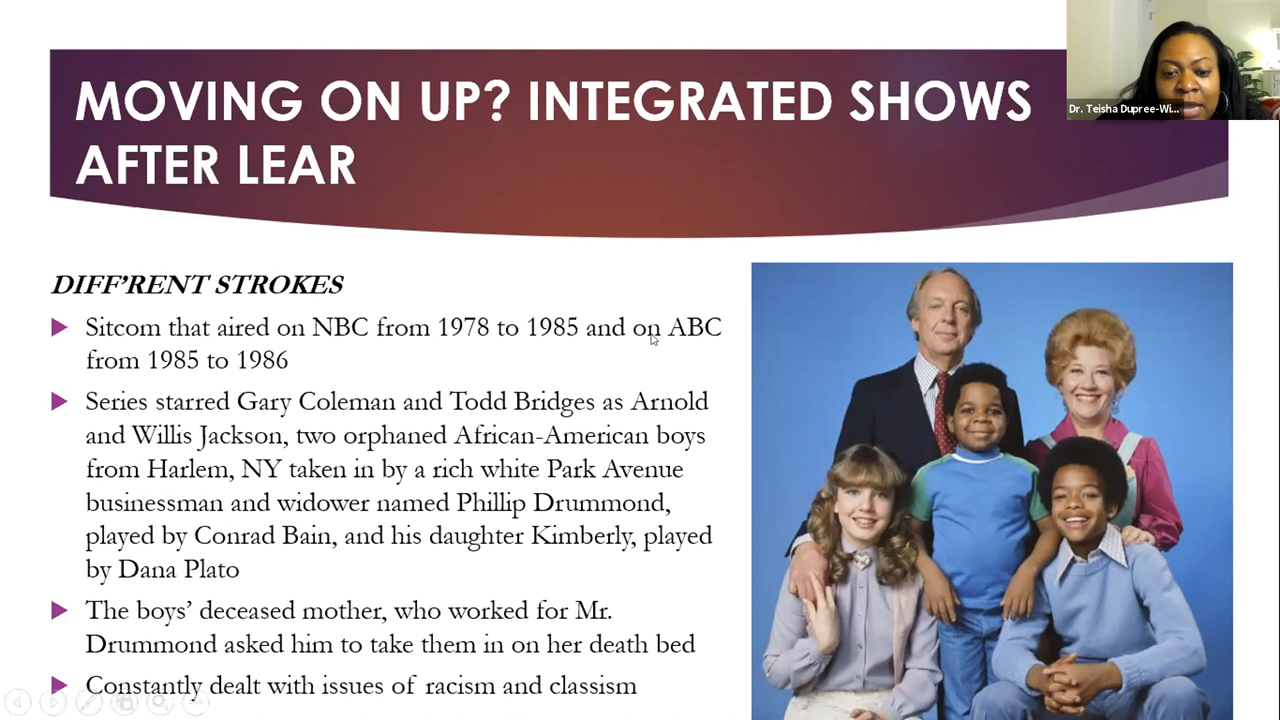 MOVING ON UP? INTEGRATED SHOWS
AFTER LEAR
Dr. Teisha Dupree-Wi...
DIFF'RENT STROKES
Sitcom that aired on NBC from 1978 to 1985 and on ABC
from 1985 to 1986
Series starred Gary Coleman and Todd Bridges as Arnold
and Willis Jackson, two orphaned African-American boys
from Harlem, NY taken in by a rich white Park Avenue
businessman and widower named Phillip Drummond,
played by Conrad Bain, and his daughter Kimberly, played
by Dana Plato
The boys' deceased mother, who worked for Mr.
Drummond asked him to take them in on her death bed
Constantly dealt with issues of racism and classism